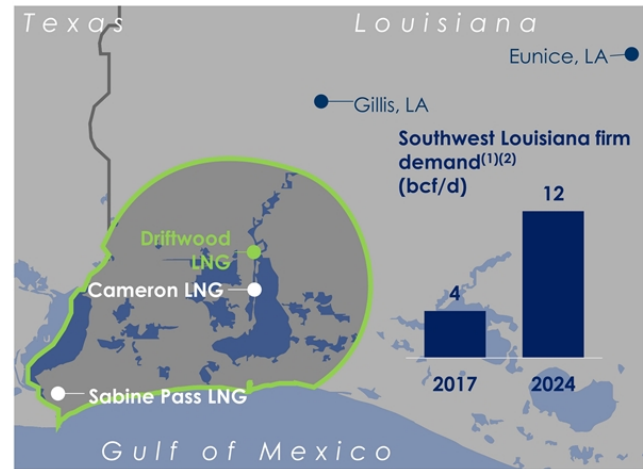 Texas
Louisiana
Eunice, LA
Gillis, LA
Southwest Louisiana firm
demand(1)(2)
(bcf/d)
12
4
2017
2024
Driftwood
LNG
Cameron LNG
Sabine Pass LNG
Gulf of Mexico